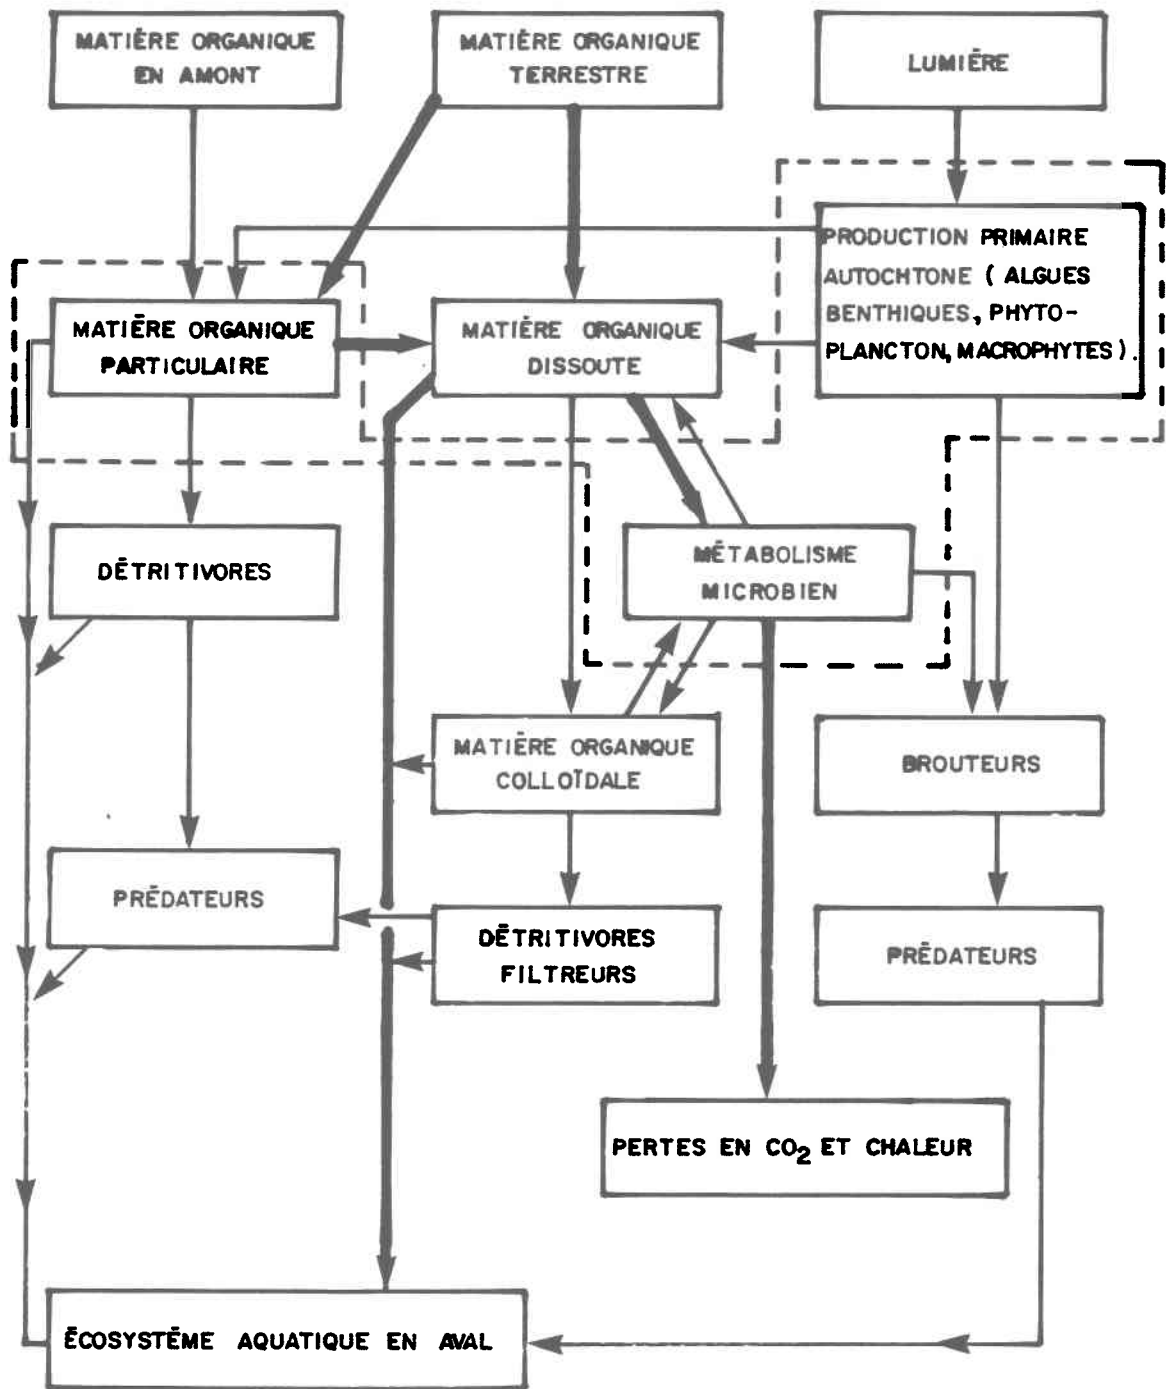 MATIÈRE ORGANIQUE
EN AMONT
MATIÈRE ORGANIQUE
TERRESTRE
LUMIÉRE
PRODUCTION PRIMAIRE
AUTOCHTONE ( ALGUES
BENTHIQUES, PHYTO-
PLANCTON, MACROPHYTES).
MATIÈRE ORGANIQUE
PARTICULAIRE
MATIÈRE ORGANIQUE
DISSOUTE
DÉTRITIVORES
MÉTABOLISME
MICROBIEN
MATIÈRE ORGANIQUE
COLLOÏDALE
BROUTEURS
PRÉDATEURS
DÉTRITIVORES
FILTREURS
PRÉDATEURS
PERTES EN CO₂ ET CHALEUR
ÉCOSYSTÉME AQUATIQUE EN AVAL